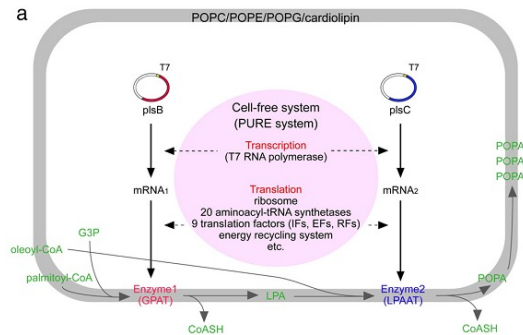 a
POPC/POPE/POPG/cardiolipin
T7
plsB
T7
plsC
Cell-free system
(PURE system)
Transcription
(T7 RNA polymerase)
mRNA1
mRNA2
Translation
ribosome
20 aminoacyl-tRNA synthetases
9 translation factors (IFs, EFs, RFs)
energy recycling system
etc.
POPA
POPA
POPA
G3P
oleoyl-CoA
palmitoyl-CoA
Enzyme1
(GPAT)
LPA
Enzyme2
(LPAAT)
POPA
CoASH
CoASH